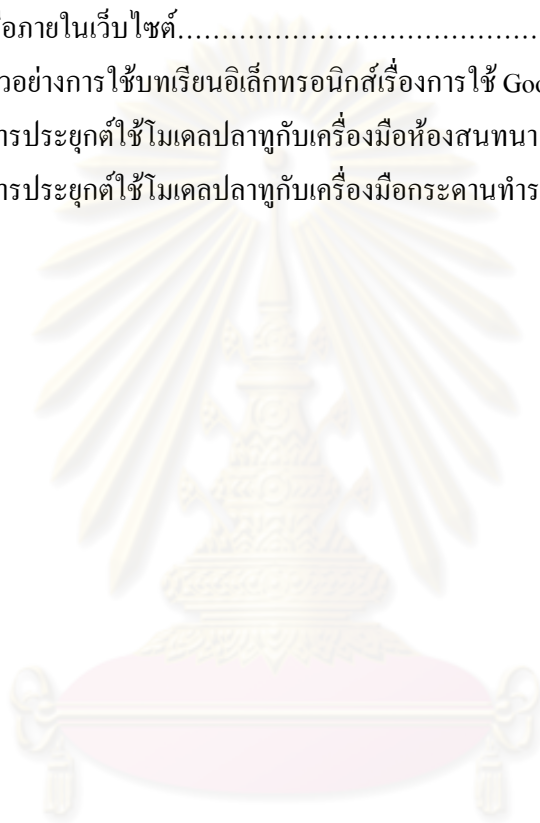 อภายในเว็บไซต์.......................................
วอย่างการใช้บทเรียนอิเล็กทรอนิกส์เรื่องการใช้ Goo
ารประยุกต์ใช้โมเดลปลาทูกับเครื่องมือห้องสนทนา
ารประยุกต์ใช้โมเดลปลาทูกับเครื่องมือกระดานทำร